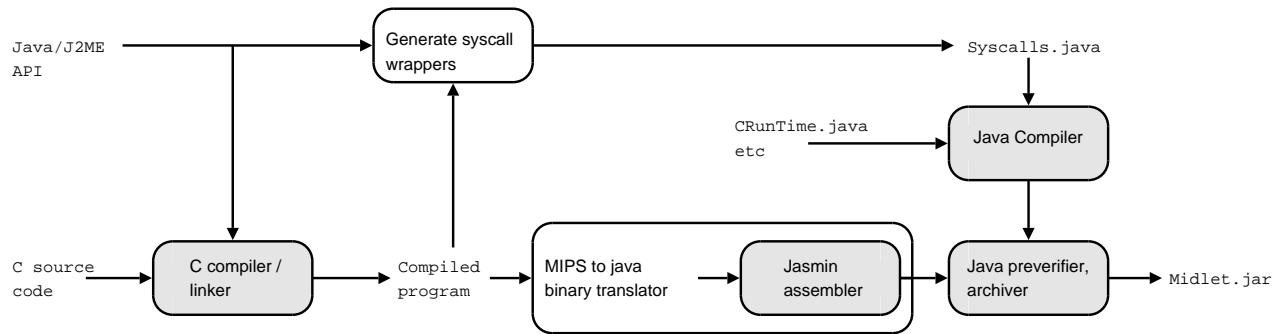 Java/J2ME
API
Generate syscall
wrappers
Syscalls.java
CRunTime.java
etc
Java Compiler
C source
code
C compiler /
linker
Compiled
program
MIPS to java
binary translator
Jasmin
assembler
Java preverifier,
archiver
Midlet.jar